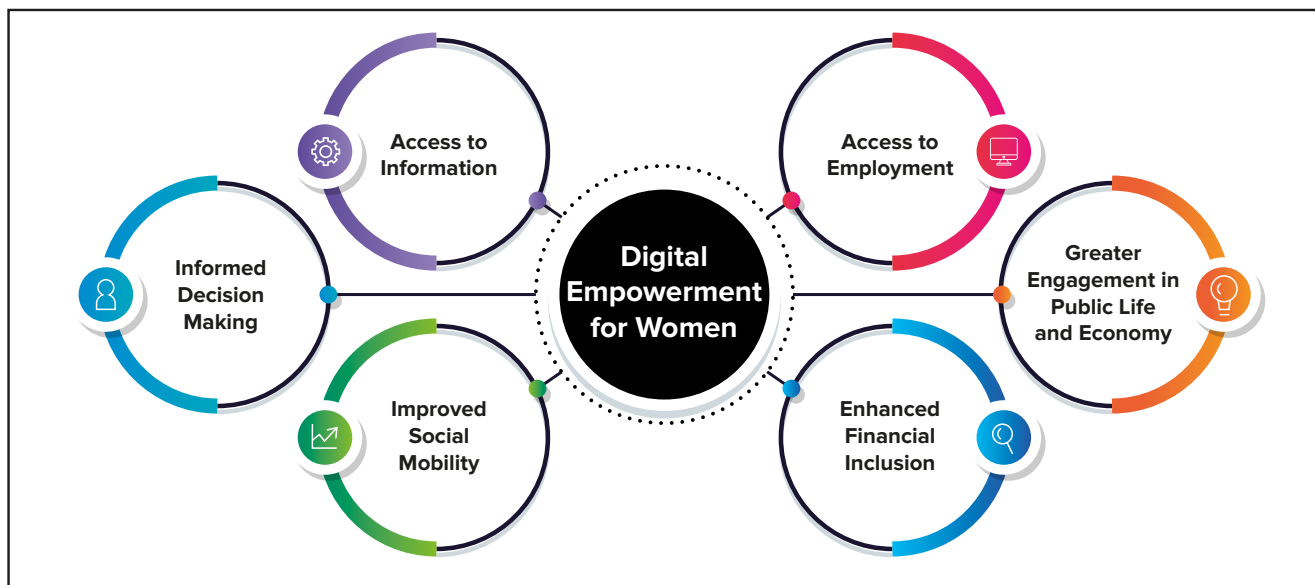 Access to
Information
Access to
Employment
Informed
Decision
Making
Digital
Empowerment
for Women
Greater
Engagement in
Public Life
and Economy
Improved
Social
Mobility
Enhanced
Financial
Inclusion